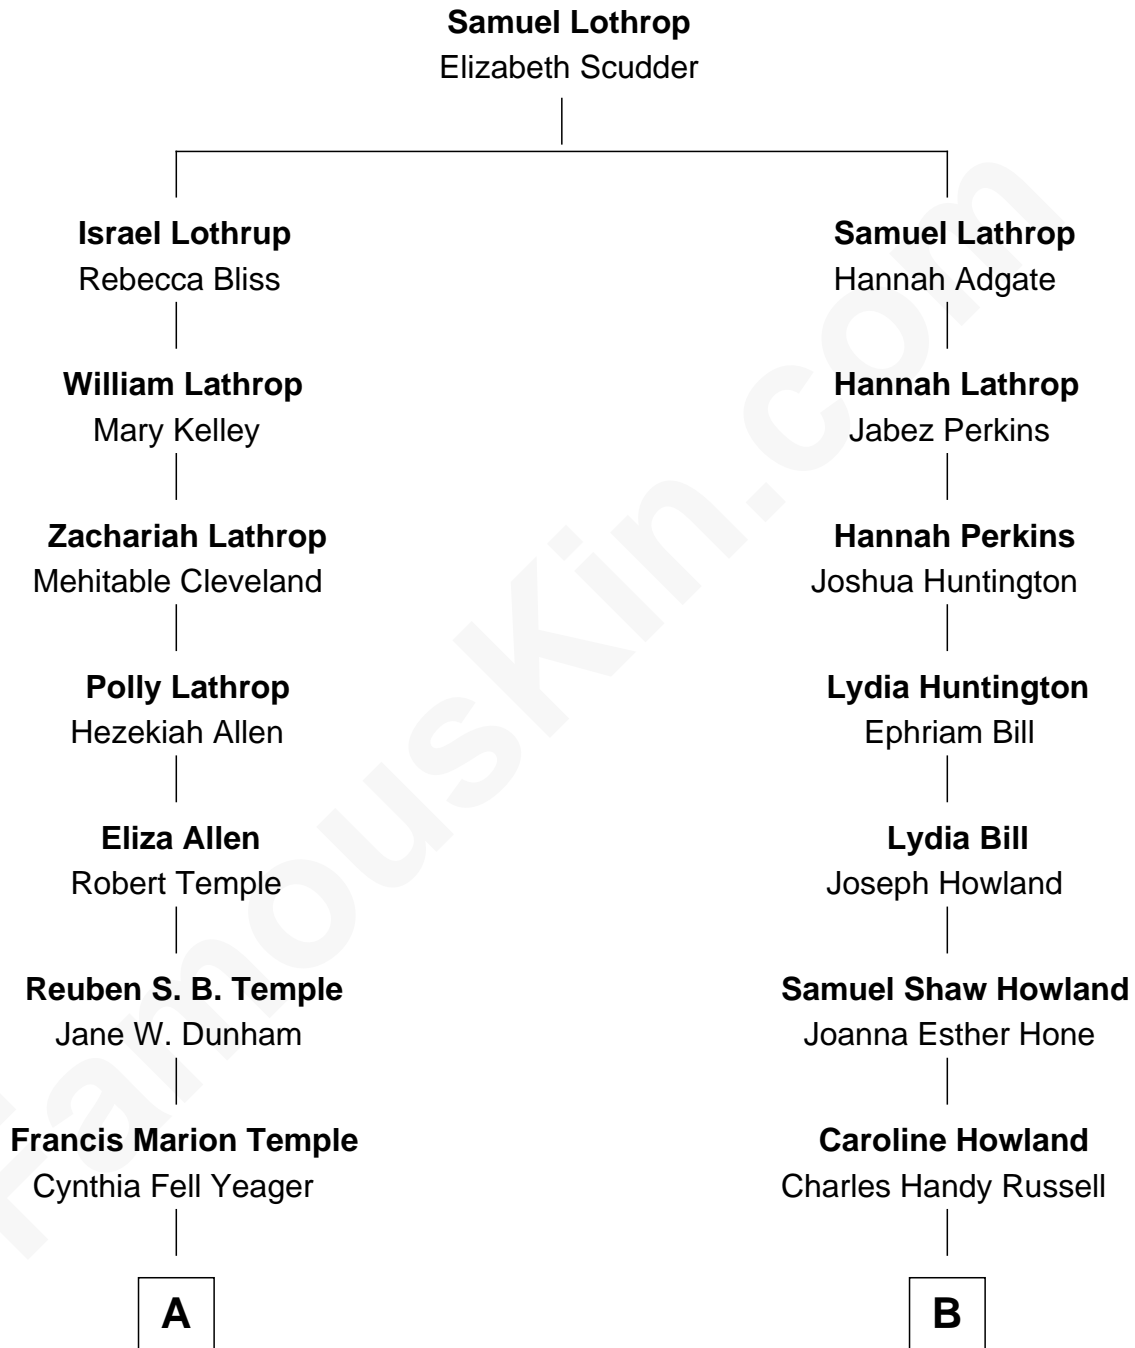 Samuel Lothrop
Elizabeth Scudder
Israel Lothrup
Rebecca Bliss
Samuel Lathrop
Hannah Adgate
William Lathrop
Mary Kelley
Hannah Lathrop
Jabez Perkins
Zachariah Lathrop
Mehitable Cleveland
Hannah Perkins
Joshua Huntington
Polly Lathrop
Hezekiah Allen
Lydia Huntington
Ephriam Bill
Eliza Allen
Robert Temple
Lydia Bill
Joseph Howland
Reuben S. B. Temple
Jane W. Dunham
Samuel Shaw Howland
Joanna Esther Hone
Francis Marion Temple
Cynthia Fell Yeager
Caroline Howland
Charles Handy Russell
A
B
FamousKin.com